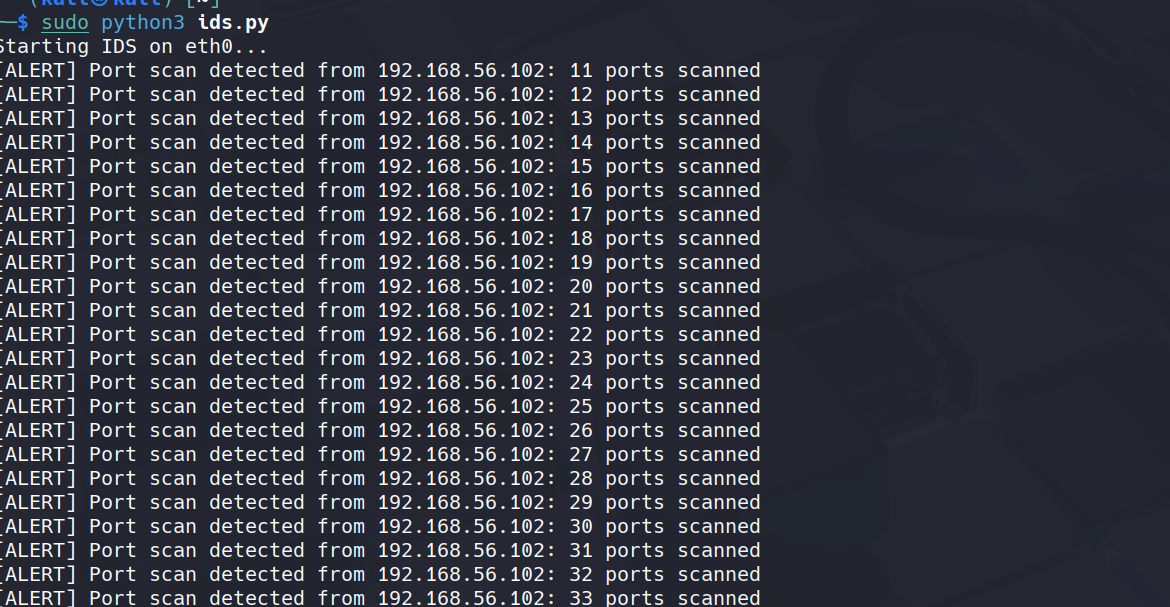 (kali㉿kali) [~]
─$ sudo python3 ids.py
Starting IDS on eth0...
[ALERT] Port scan detected from 192.168.56.102: 11 ports scanned
[ALERT] Port scan detected from 192.168.56.102: 12 ports scanned
[ALERT] Port scan detected from 192.168.56.102: 13 ports scanned
[ALERT] Port scan detected from 192.168.56.102: 14 ports scanned
[ALERT] Port scan detected from 192.168.56.102: 15 ports scanned
[ALERT] Port scan detected from 192.168.56.102: 16 ports scanned
[ALERT] Port scan detected from 192.168.56.102: 17 ports scanned
[ALERT] Port scan detected from 192.168.56.102: 18 ports scanned
[ALERT] Port scan detected from 192.168.56.102: 19 ports scanned
[ALERT] Port scan detected from 192.168.56.102: 20 ports scanned
[ALERT] Port scan detected from 192.168.56.102: 21 ports scanned
[ALERT] Port scan detected from 192.168.56.102: 22 ports scanned
[ALERT] Port scan detected from 192.168.56.102: 23 ports scanned
[ALERT] Port scan detected from 192.168.56.102: 24 ports scanned
[ALERT] Port scan detected from 192.168.56.102: 25 ports scanned
[ALERT] Port scan detected from 192.168.56.102: 26 ports scanned
[ALERT] Port scan detected from 192.168.56.102: 27 ports scanned
[ALERT] Port scan detected from 192.168.56.102: 28 ports scanned
[ALERT] Port scan detected from 192.168.56.102: 29 ports scanned
[ALERT] Port scan detected from 192.168.56.102: 30 ports scanned
[ALERT] Port scan detected from 192.168.56.102: 31 ports scanned
[ALERT] Port scan detected from 192.168.56.102: 32 ports scanned
[ALERT] Port scan detected from 192.168.56.102: 33 ports scanned